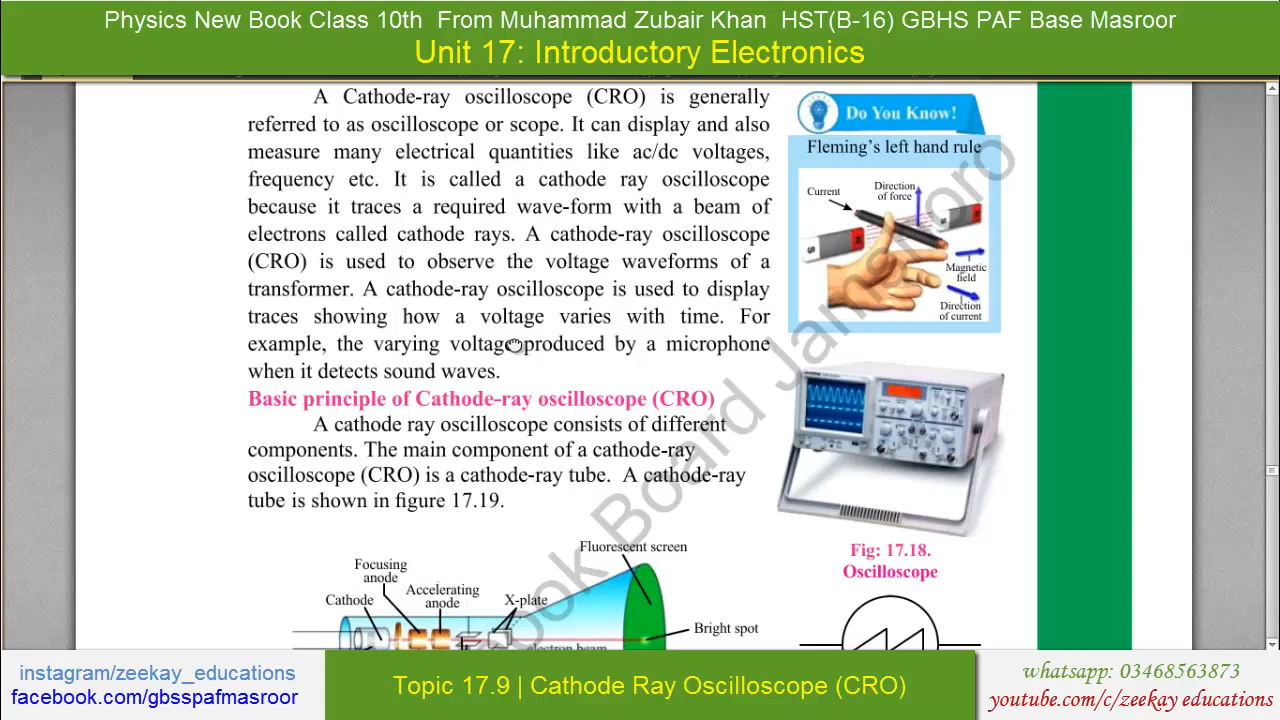 Physics New Book Class 10th From Muhammad Zubair Khan HST(B-16) GBHS PAF Base Masroor
Unit 17: Introductory Electronics
A Cathode-ray oscilloscope (CRO) is generally
referred to as oscilloscope or scope. It can display and also
measure many electrical quantities like ac/dc voltages,
frequency etc. It is called a cathode ray oscilloscope
because it traces a required wave-form with a beam of
electrons called cathode rays. A cathode-ray oscilloscope
(CRO) is used to observe the voltage waveforms of a
transformer. A cathode-ray oscilloscope is used to display
traces showing how a voltage varies with time. For
example, the varying voltage produced by a microphone
when it detects sound waves.
Basic principle of Cathode-ray oscilloscope (CRO)
A cathode ray oscilloscope consists of different
components. The main component of a cathode-ray
oscilloscope (CRO) is a cathode-ray tube. A cathode-ray
tube is shown in figure 17.19.
Fluorescent screen
Focusing
anode
Accelerating
anode
Cathode
X-plate
Bright spot
electron beam
Do You Know!
Fleming's left hand rule
Current
Direction
of force
N
S
Magnetic
field
Direction
of current
Fig: 17.18.
Oscilloscope
book Board Jamshoro
instagram/zeekay_educations
facebook.com/gbsspafmasroor
Topic 17.9 | Cathode Ray Oscilloscope (CRO)
whatsapp: 03468563873
youtube.com/c/zeekay educations